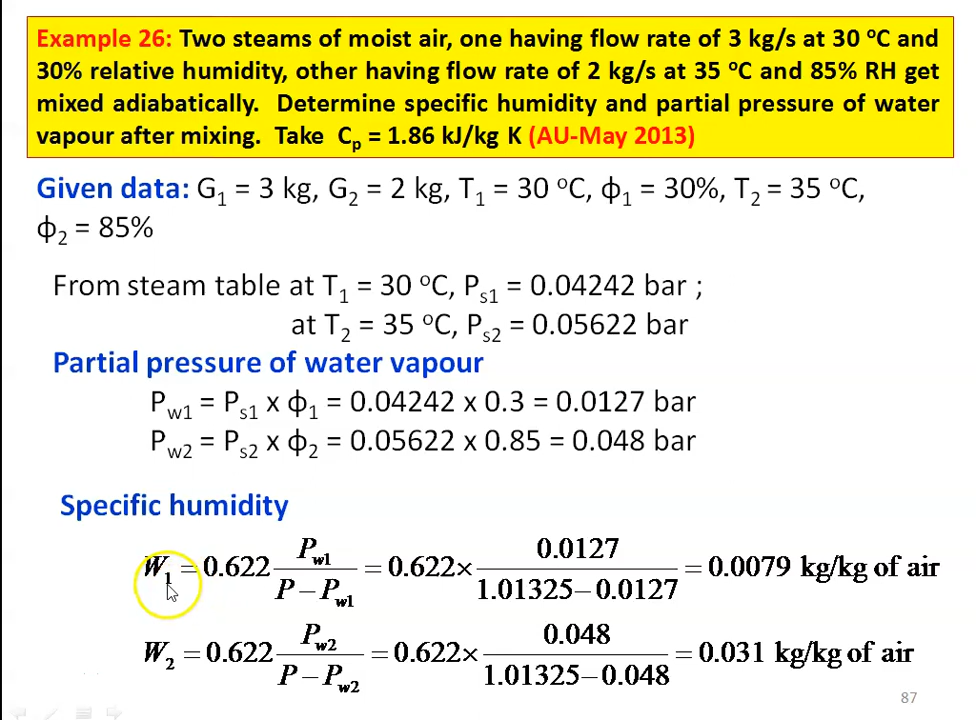 Example 26: Two steams of moist air, one having flow rate of 3 kg/s at 30 °C and
30% relative humidity, other having flow rate of 2 kg/s at 35 °C and 85% RH get
mixed adiabatically. Determine specific humidity and partial pressure of water
vapour after mixing. Take Cp = 1.86 kJ/kg K (AU-May 2013)
Given data: G1 = 3 kg, G2 = 2 kg, T1 = 30 °C, ϕ1 = 30%, T2 = 35 °C,
ϕ2 = 85%
From steam table at T1 = 30 °C, Ps1 = 0.04242 bar ;
at T2 = 35 °C, Ps2 = 0.05622 bar
Partial pressure of water vapour
Pw1 = Ps1 x ϕ1 = 0.04242 x 0.3 = 0.0127 bar
Pw2 = Ps2 x ϕ2 = 0.05622 x 0.85 = 0.048 bar
Specific humidity
W1 = 0.622 Pw1 / (P − Pw1) = 0.622 × 0.0127 / (1.01325 − 0.0127) = 0.0079 kg/kg of air
W2 = 0.622 Pw2 / (P − Pw2) = 0.622 × 0.048 / (1.01325 − 0.048) = 0.031 kg/kg of air
87